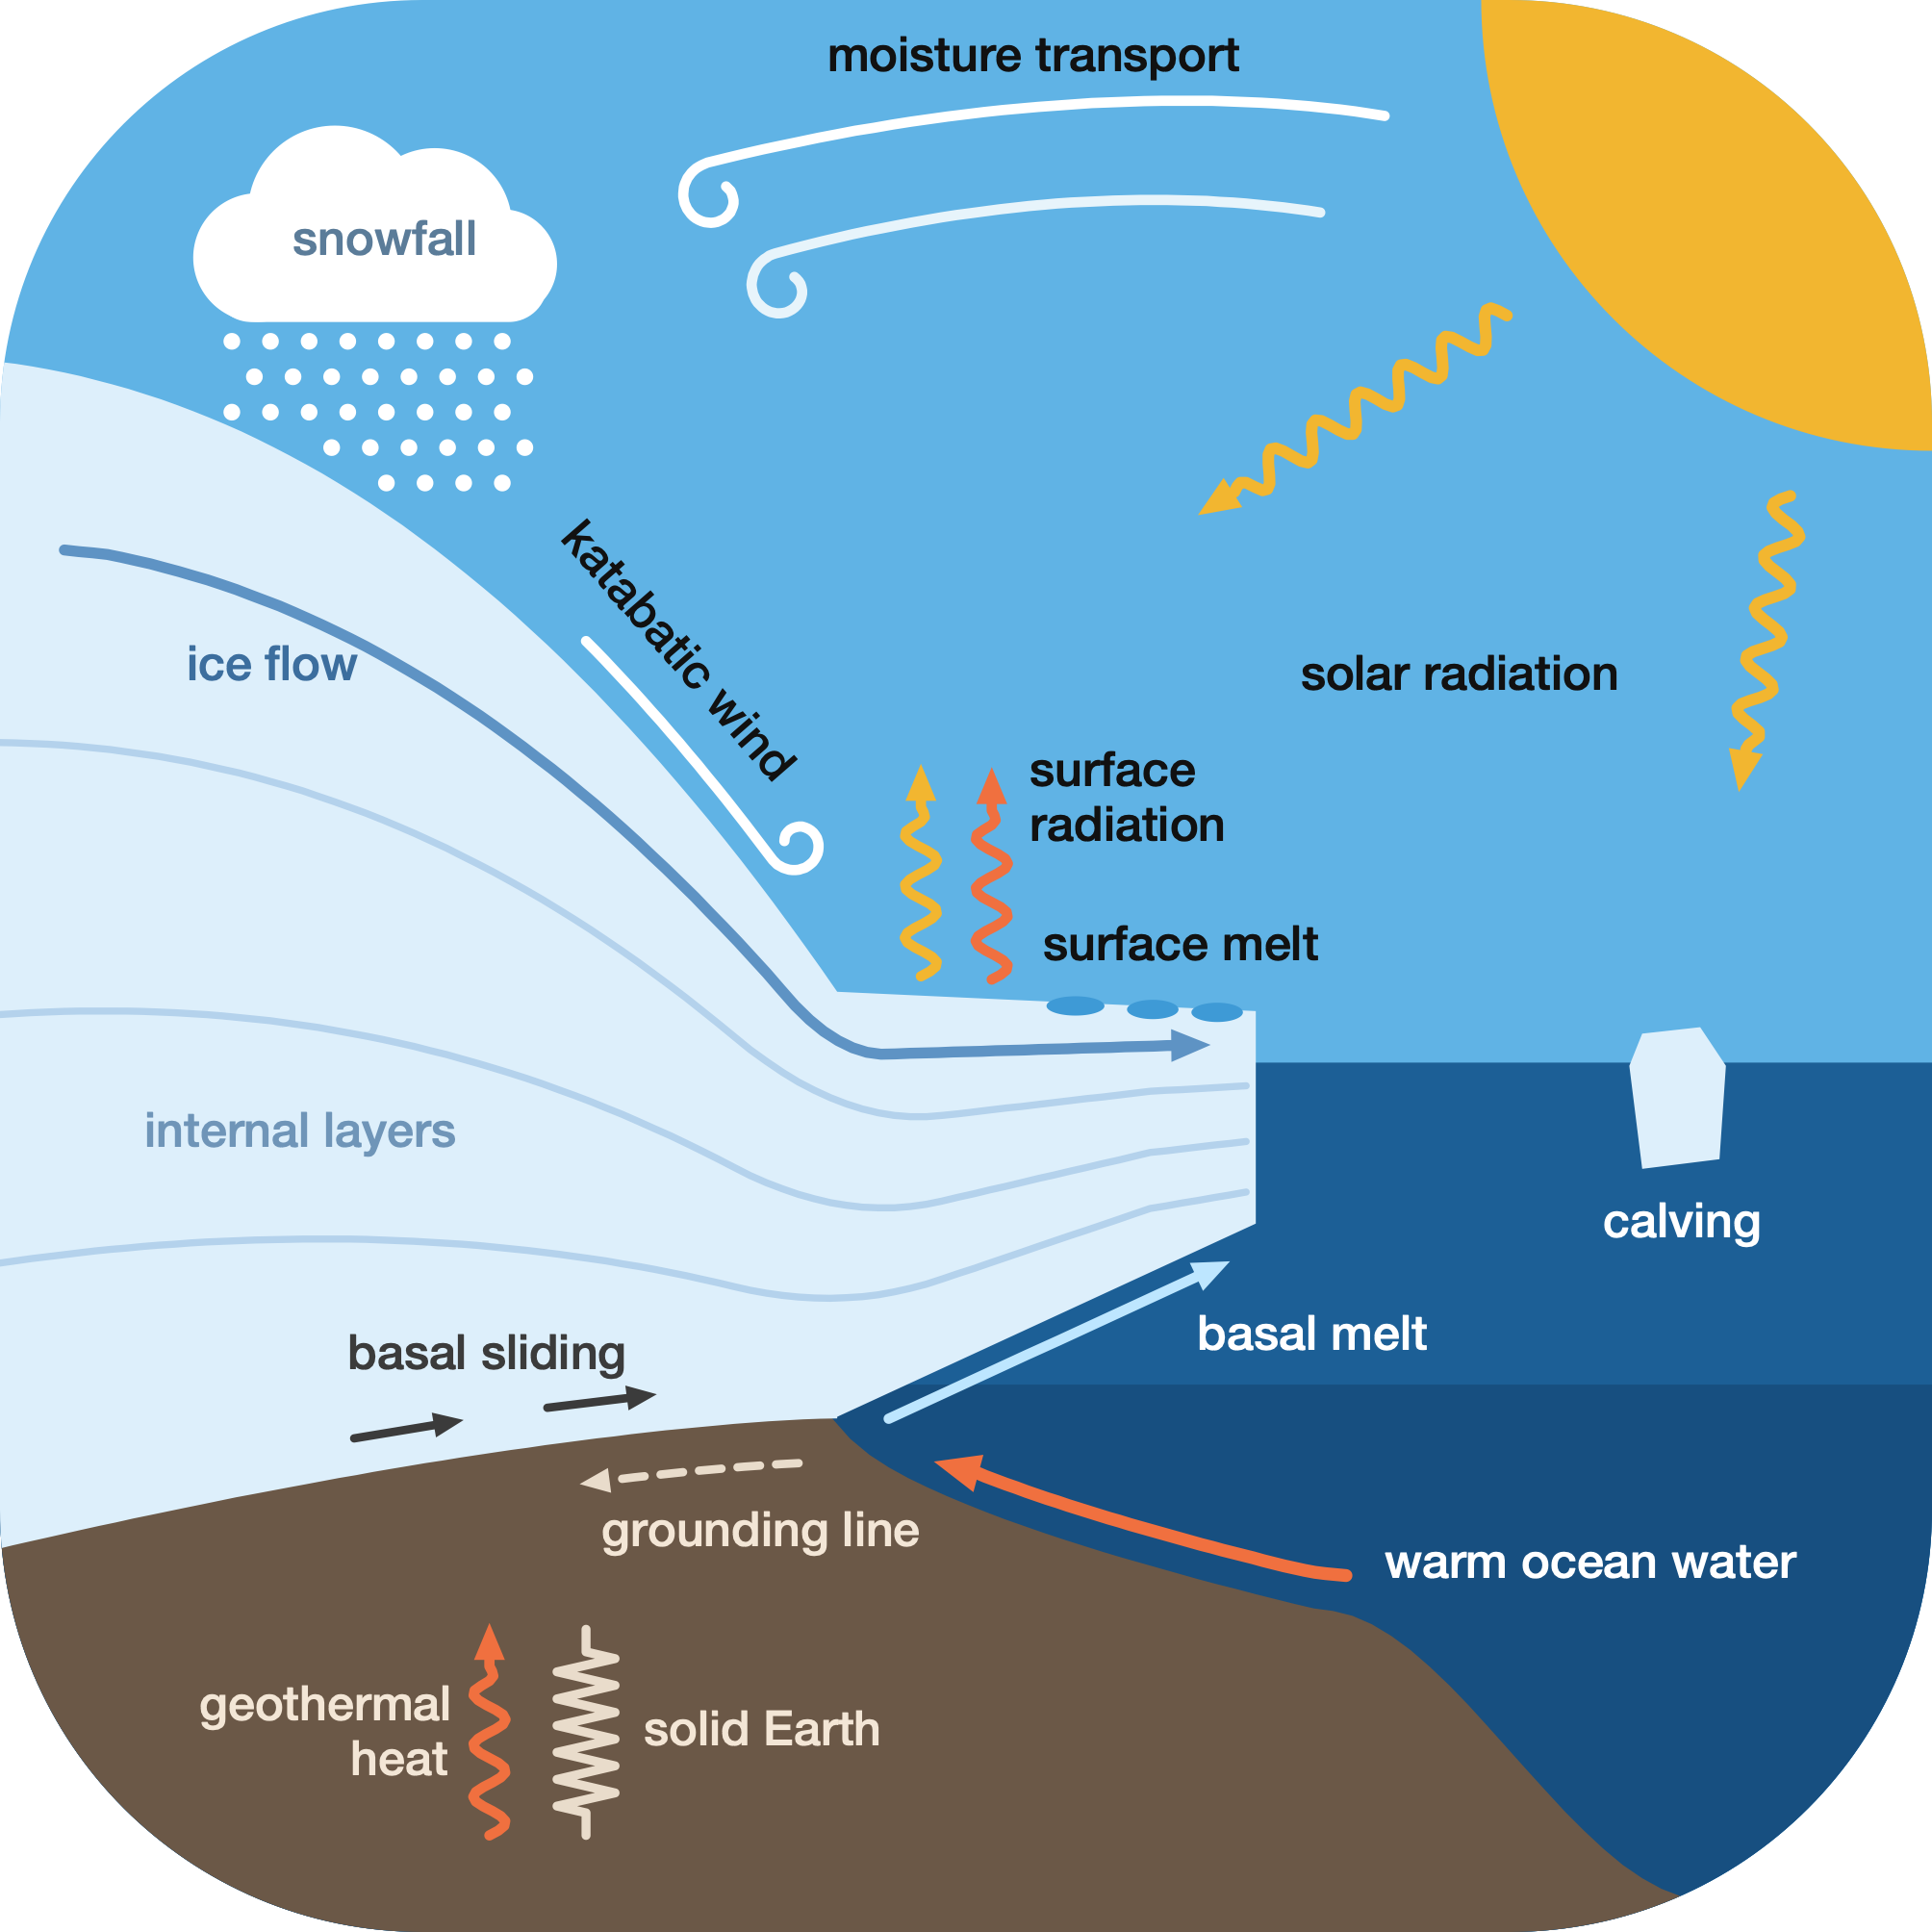 moisture transport
snowfall
katabatic wind
ice flow
solar radiation
surface
radiation
surface melt
internal layers
calving
basal melt
basal sliding
grounding line
warm ocean water
geothermal
heat
solid Earth